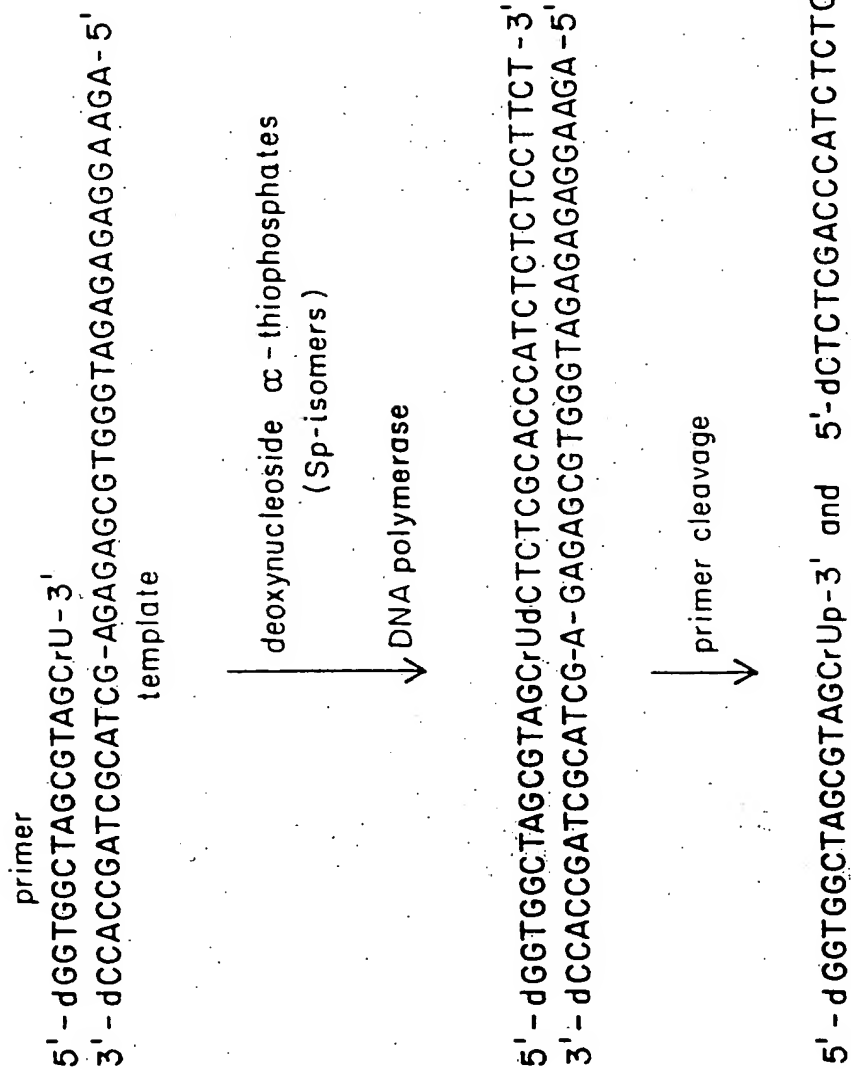 primer
5'-dGGTGGCTAGCGTAGCrU-3'
3'-dCCACCGATCGCATCG-AGAGAGCGTGGGTAGAGAGAGGAAGA-5'
template
deoxynucleoside α-thiophosphates
(Sp-isomers)
DNA polymerase
5'-dGGTGGCTAGCGTAGCrUdCTCTCGCACCCATCTCTCTCCTTCT-3'
3'-dCCACCGATCGCATCG-A-GAGAGCGTGGGTAGAGAGAGGAAGA-5'
primer cleavage
5'-dGGTGGCTAGCGTAGCrUp-3' and 5'-dCTCTCGACCCATCTCTC